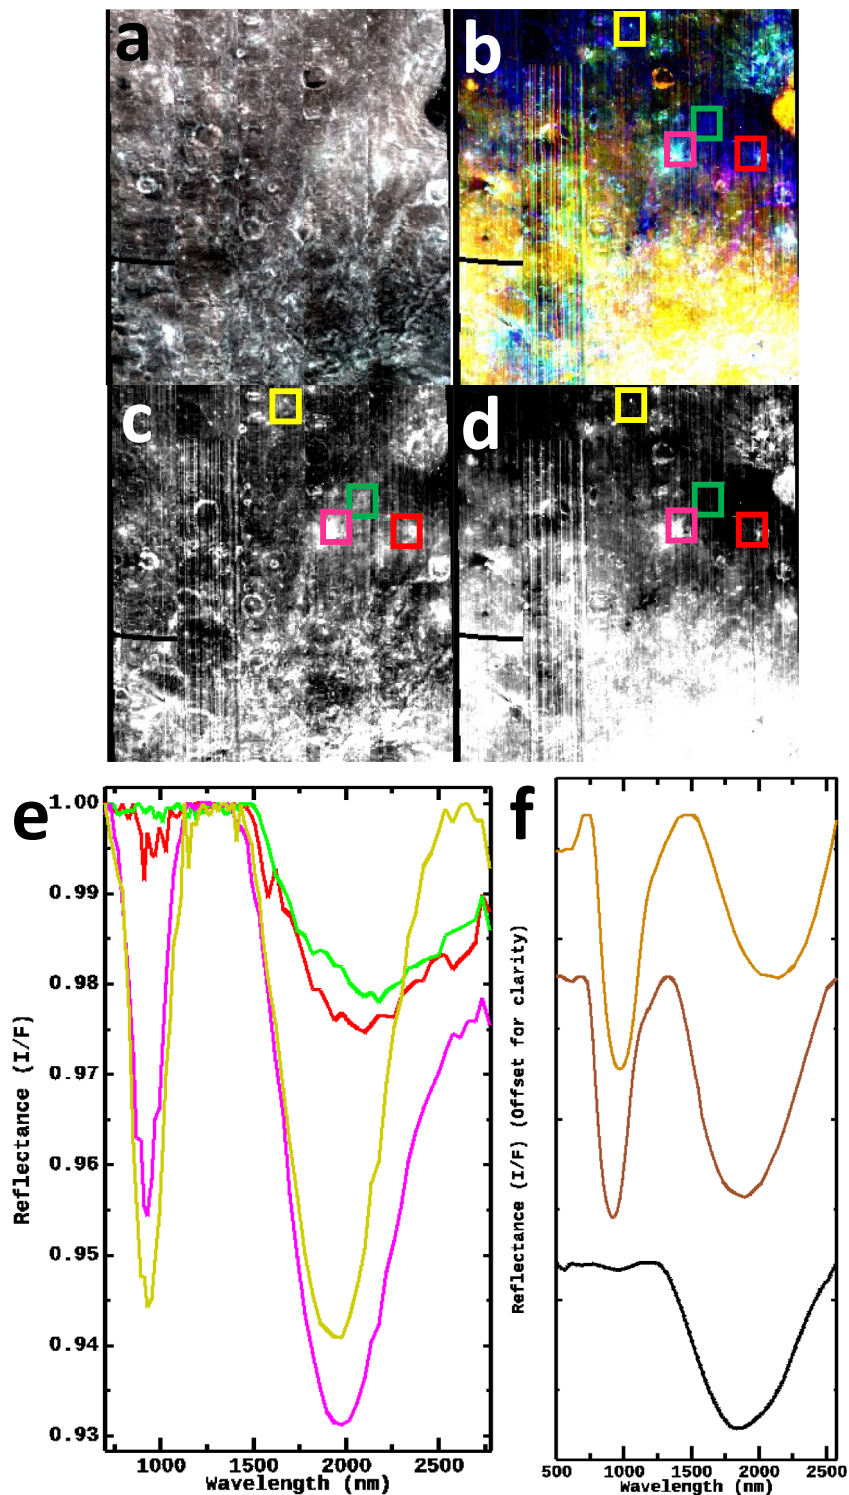 a
b
c
d
e
f
1.00
0.99
0.98
0.97
0.96
0.95
0.94
0.93
Reflectance (I/F)
1000
1500
2000
2500
Wavelength (nm)
Reflectance (I/F) (Offset for clarity)
500
1000
1500
2000
2500
Wavelength (nm)